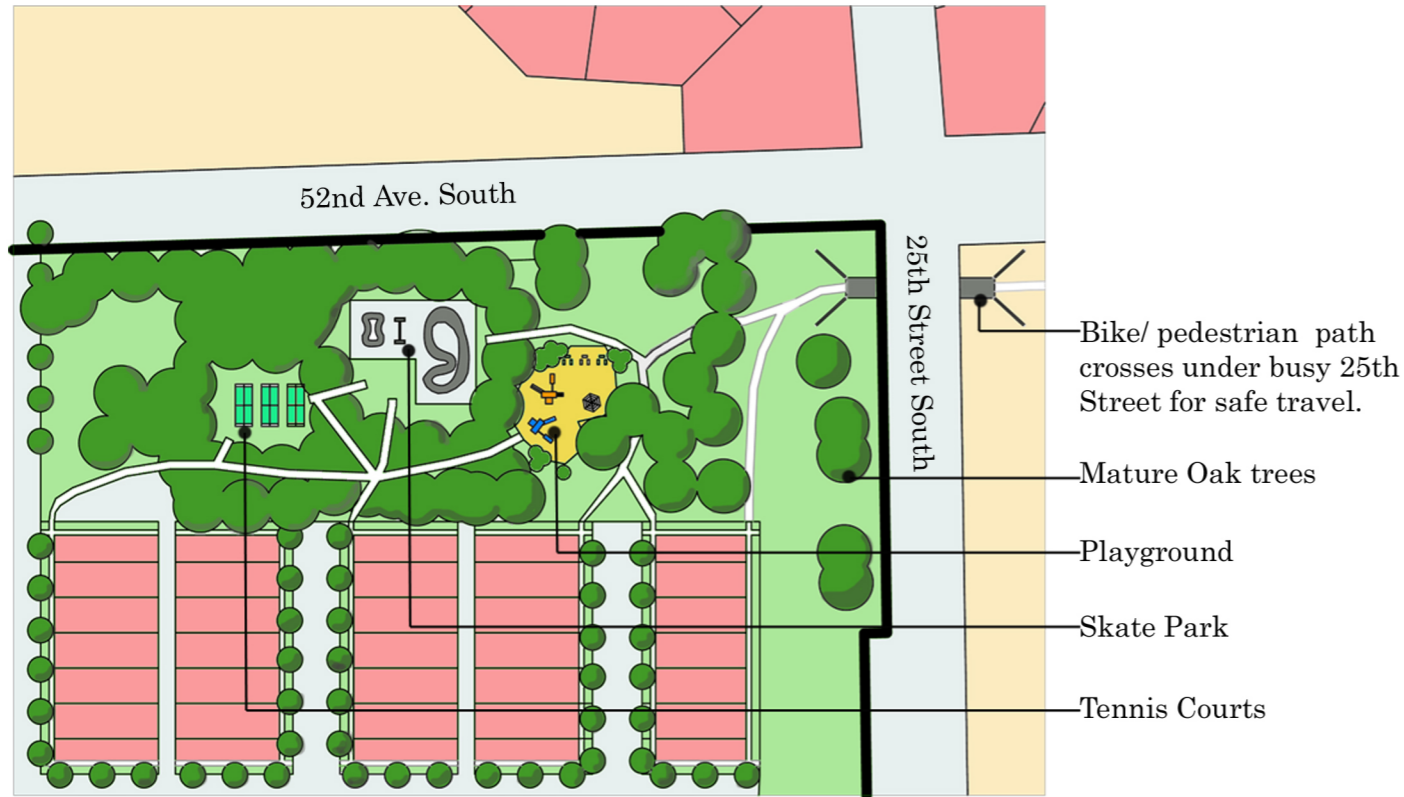 52nd Ave. South
25th Street South
Bike/ pedestrian path
crosses under busy 25th
Street for safe travel.
Mature Oak trees
Playground
Skate Park
Tennis Courts